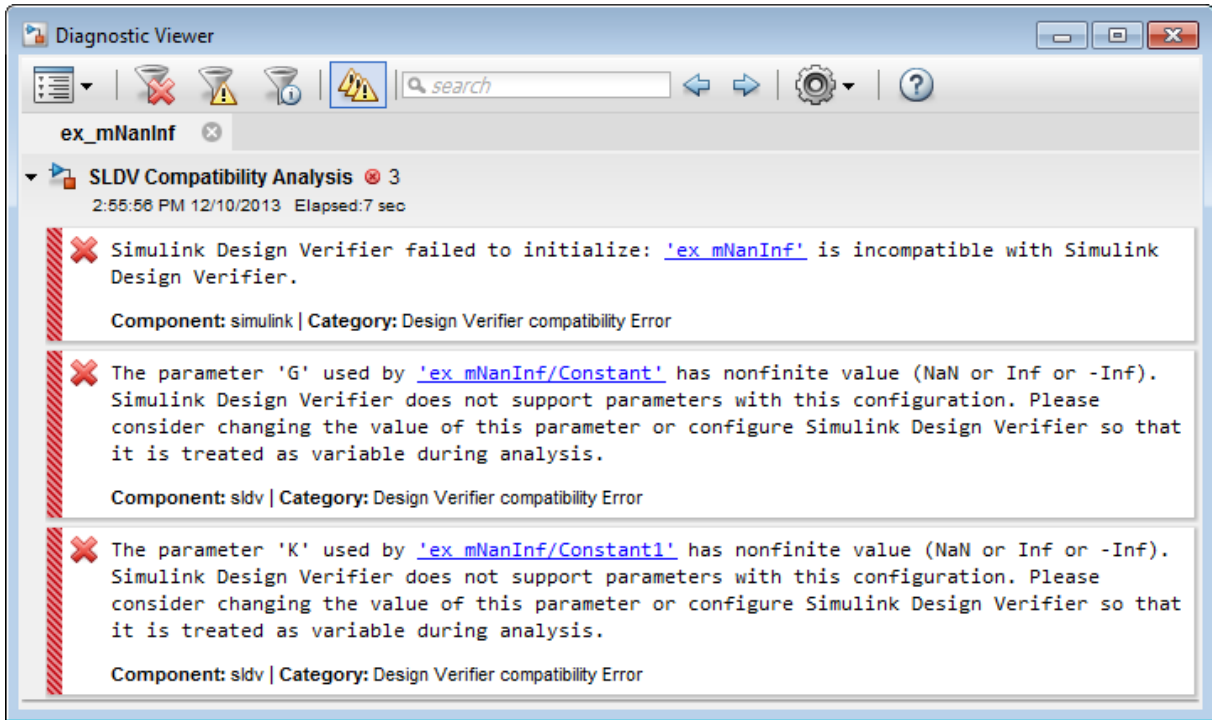 Diagnostic Viewer
search
ex_mNanInf
SLDV Compatibility Analysis 3
2:55:56 PM 12/10/2013 Elapsed:7 sec
Simulink Design Verifier failed to initialize: 'ex_mNanInf' is incompatible with Simulink
Design Verifier.
Component: simulink | Category: Design Verifier compatibility Error
The parameter 'G' used by 'ex_mNanInf/Constant' has nonfinite value (NaN or Inf or -Inf).
Simulink Design Verifier does not support parameters with this configuration. Please
consider changing the value of this parameter or configure Simulink Design Verifier so that
it is treated as variable during analysis.
Component: sldv | Category: Design Verifier compatibility Error
The parameter 'K' used by 'ex_mNanInf/Constant1' has nonfinite value (NaN or Inf or -Inf).
Simulink Design Verifier does not support parameters with this configuration. Please
consider changing the value of this parameter or configure Simulink Design Verifier so that
it is treated as variable during analysis.
Component: sldv | Category: Design Verifier compatibility Error